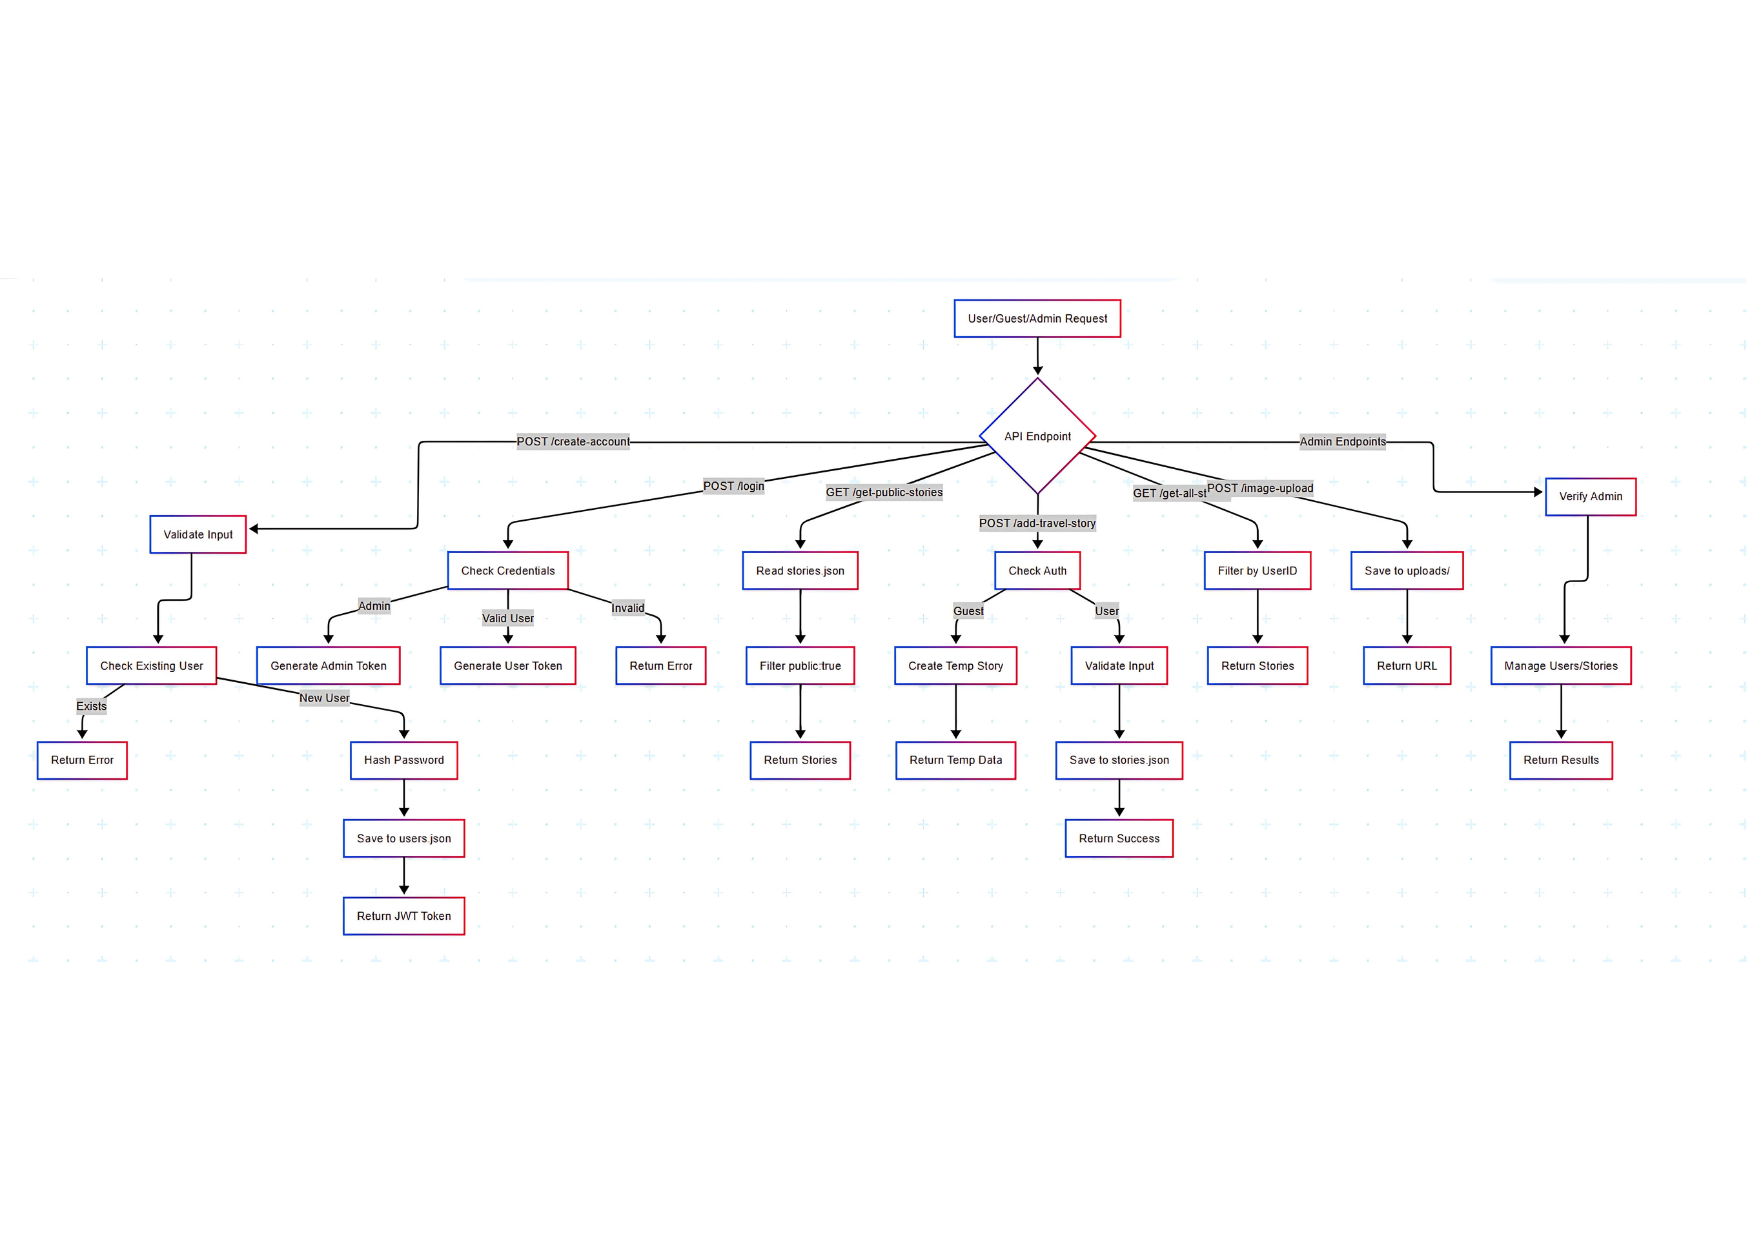 User/Guest/Admin Request
API Endpoint
POST /create-account
Admin Endpoints
POST /login
GET /get-public-stories
GET /get-all-st
POST /image-upload
Verify Admin
POST /add-travel-story
Validate Input
Check Credentials
Read stories.json
Check Auth
Filter by UserID
Save to uploads/
Admin
Valid User
Invalid
Guest
User
Check Existing User
Generate Admin Token
Generate User Token
Return Error
Filter public:true
Create Temp Story
Validate Input
Return Stories
Return URL
Manage Users/Stories
Exists
New User
Return Error
Hash Password
Return Stories
Return Temp Data
Save to stories.json
Return Results
Save to users.json
Return Success
Return JWT Token